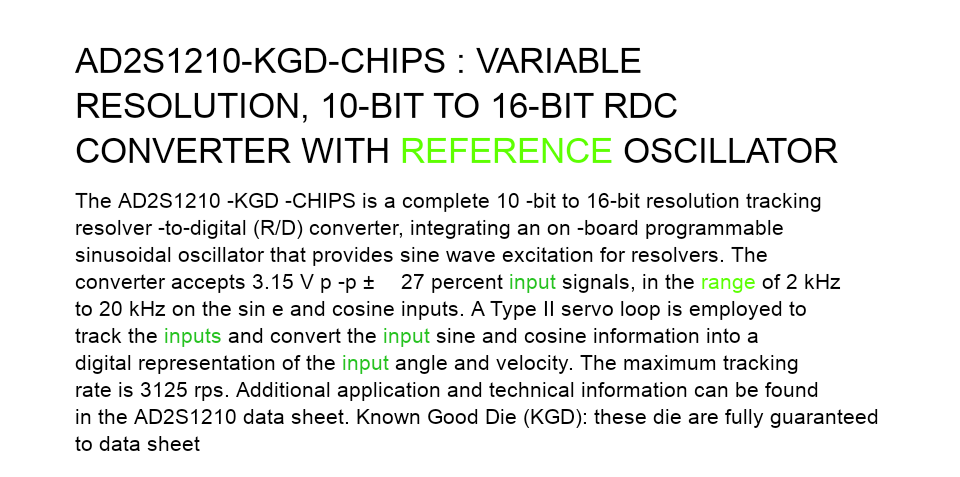 AD2S1210-KGD-CHIPS : VARIABLE
RESOLUTION, 10-BIT TO 16-BIT RDC
CONVERTER WITH REFERENCE OSCILLATOR
The AD2S1210 -KGD -CHIPS is a complete 10 -bit to 16-bit resolution tracking
resolver -to-digital (R/D) converter, integrating an on -board programmable
sinusoidal oscillator that provides sine wave excitation for resolvers. The
converter accepts 3.15 V p -p ± 27 percent input signals, in the range of 2 kHz
to 20 kHz on the sin e and cosine inputs. A Type II servo loop is employed to
track the inputs and convert the input sine and cosine information into a
digital representation of the input angle and velocity. The maximum tracking
rate is 3125 rps. Additional application and technical information can be found
in the AD2S1210 data sheet. Known Good Die (KGD): these die are fully guaranteed
to data sheet